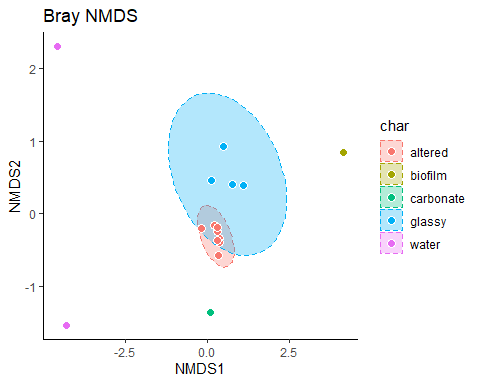 Bray NMDS
2
1
0
-1
NMDS2
-2.5
0.0
2.5
NMDS1
char
altered
biofilm
carbonate
glassy
water